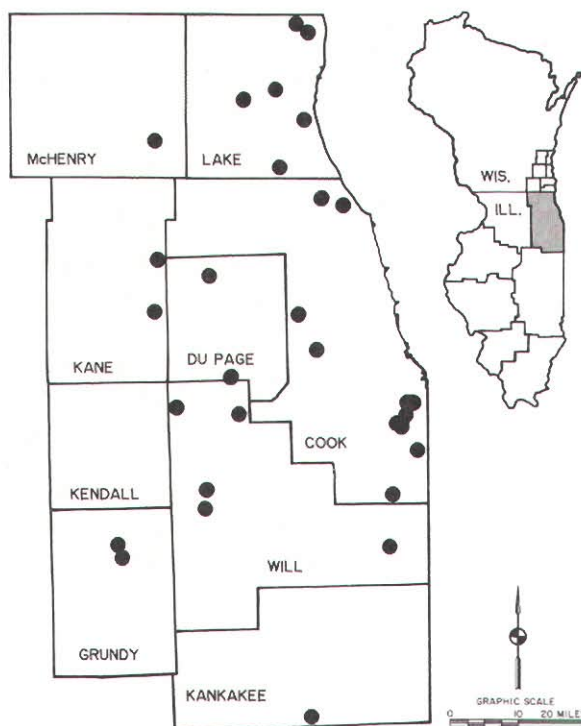 McHENRY
LAKE
WIS.
ILL.
KANE
DU PAGE
COOK
KENDALL
WILL
GRUNDY
KANKAKEE
GRAPHIC SCALE
0 10 20 MILE